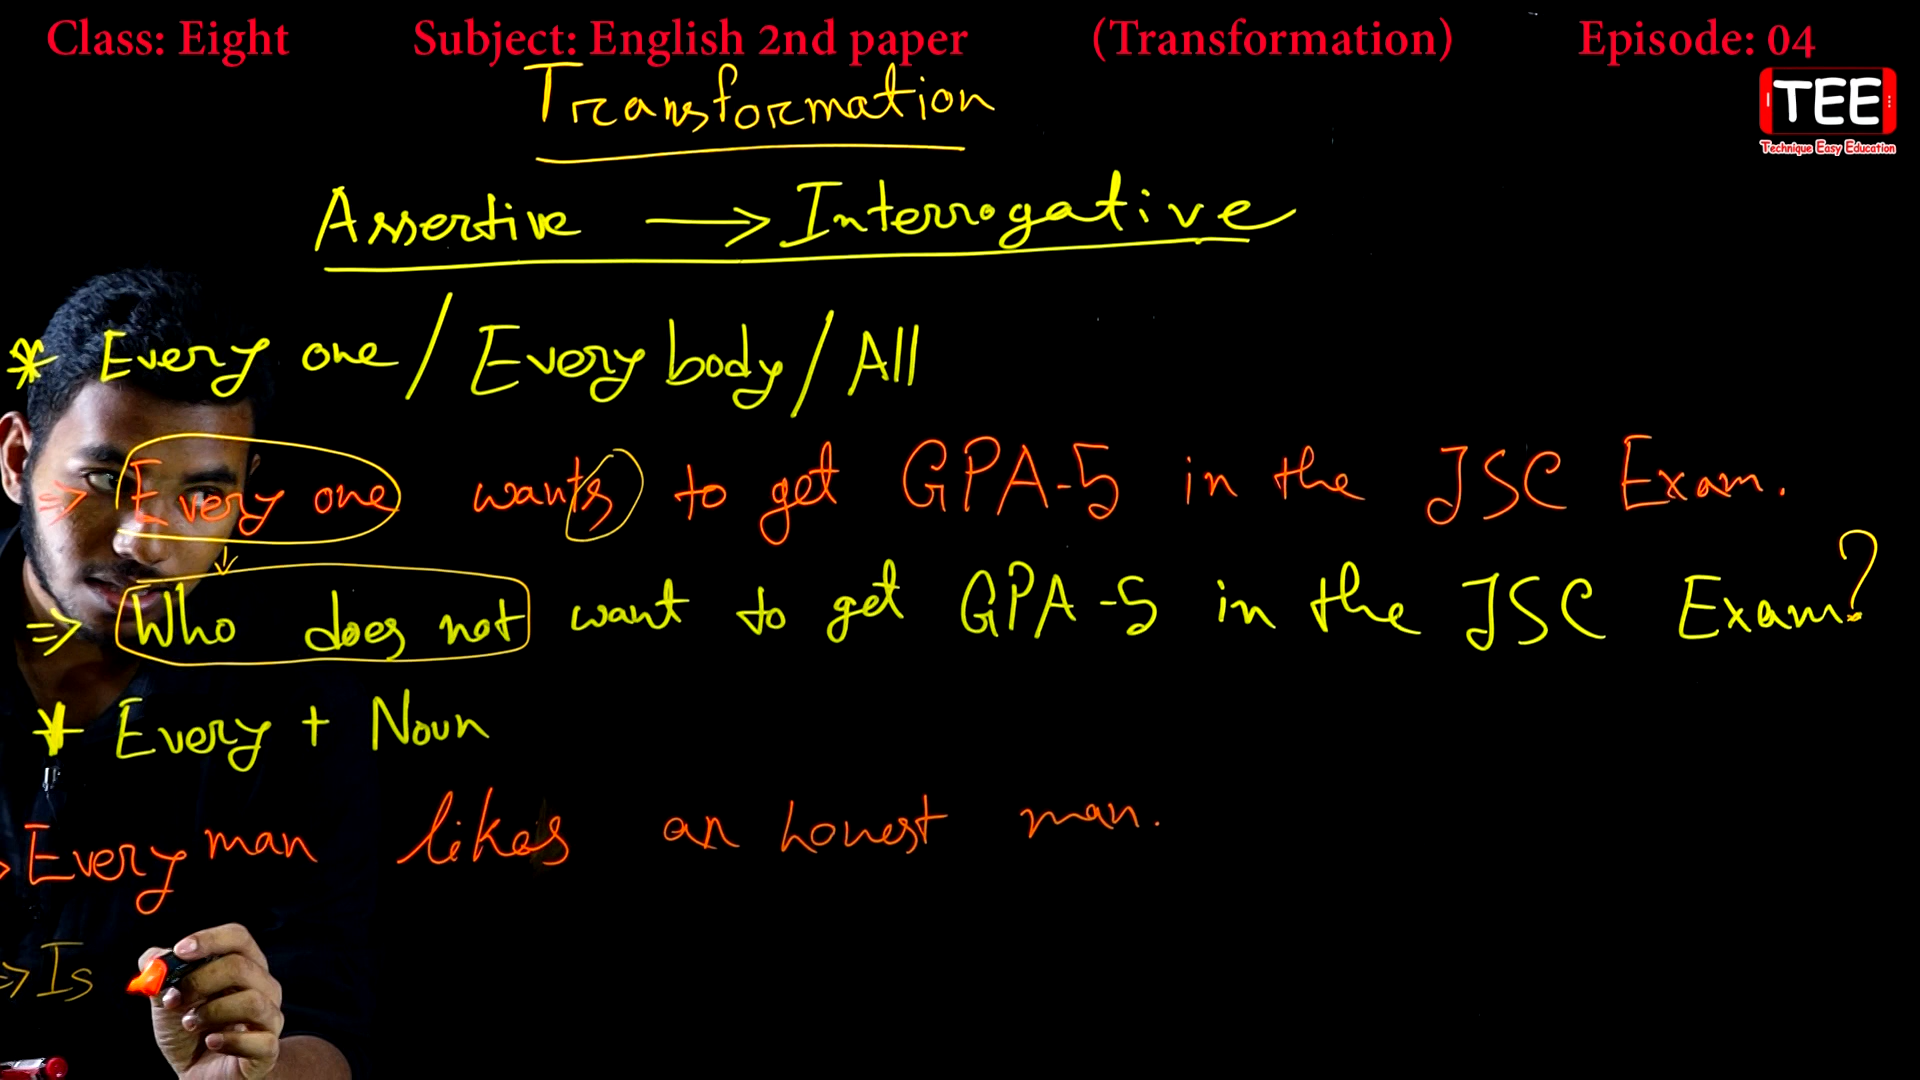 Class: Eight Subject: English 2nd paper (Transformation) Episode: 04
TEE
Technique Easy Education
Transformation
Assertive → Interrogative
* Every one / Every body / All
⇒ Every one wants to get GPA-5 in the JSC Exam.
⇒ Who does not want to get GPA-5 in the JSC Exam?
* Every + Noun
⇒ Every man likes an honest man.
⇒ Is